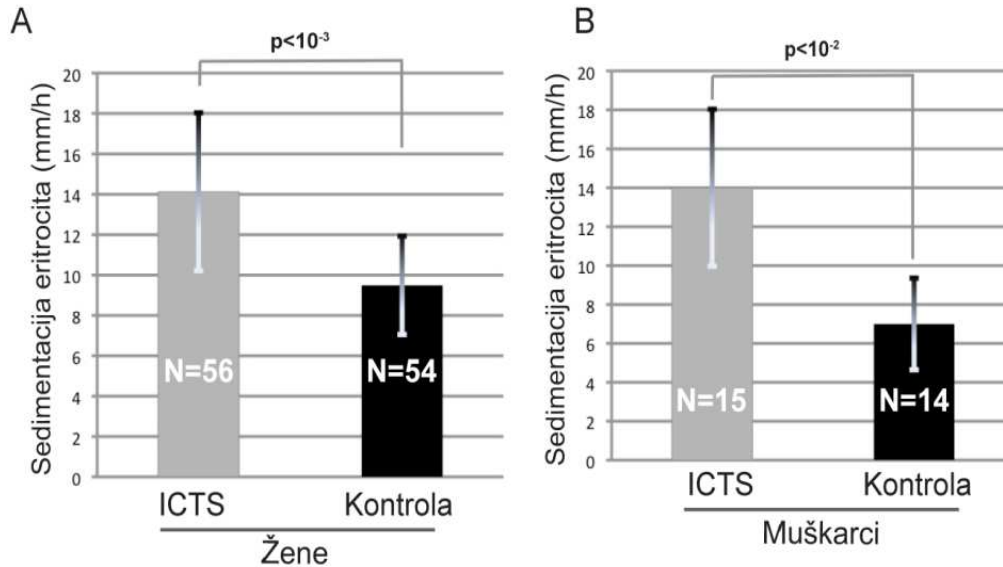 A
p<10⁻³
Sedimentacija eritrocita (mm/h)
20
18
16
14
12
10
8
6
4
2
0
N=56
N=54
ICTS
Kontrola
Žene
B
p<10⁻²
Sedimentacija eritrocita (mm/h)
20
18
16
14
12
10
8
6
4
2
0
N=15
N=14
ICTS
Kontrola
Muškarci